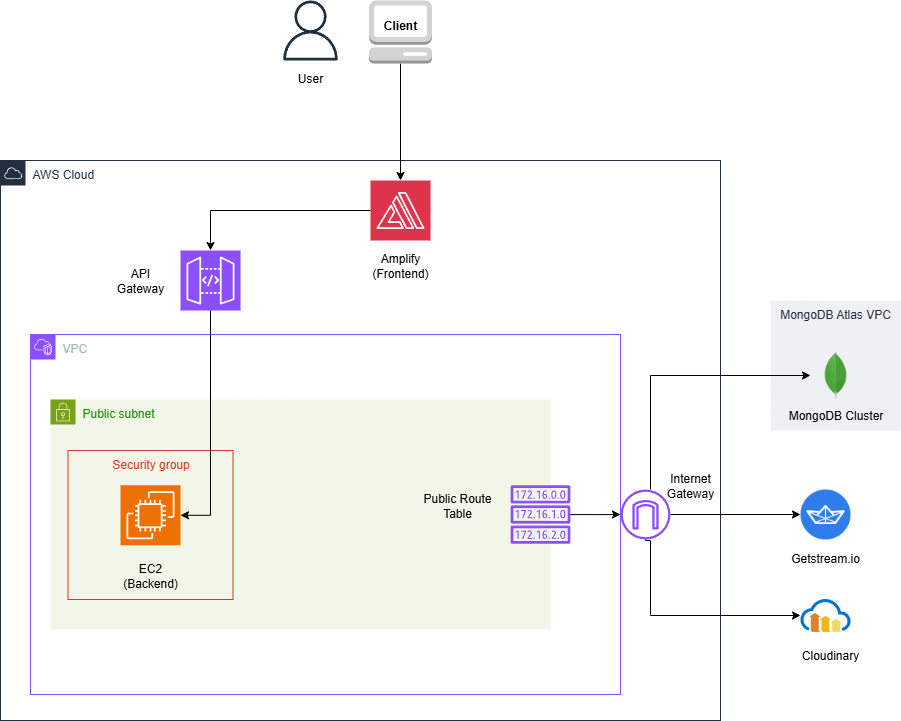 Client
User
AWS Cloud
Amplify
(Frontend)
API
Gateway
VPC
MongoDB Atlas VPC
MongoDB Cluster
Public subnet
Security group
EC2
(Backend)
Public Route
Table
172.16.0.0
172.16.1.0
172.16.2.0
Internet
Gateway
Getstream.io
Cloudinary